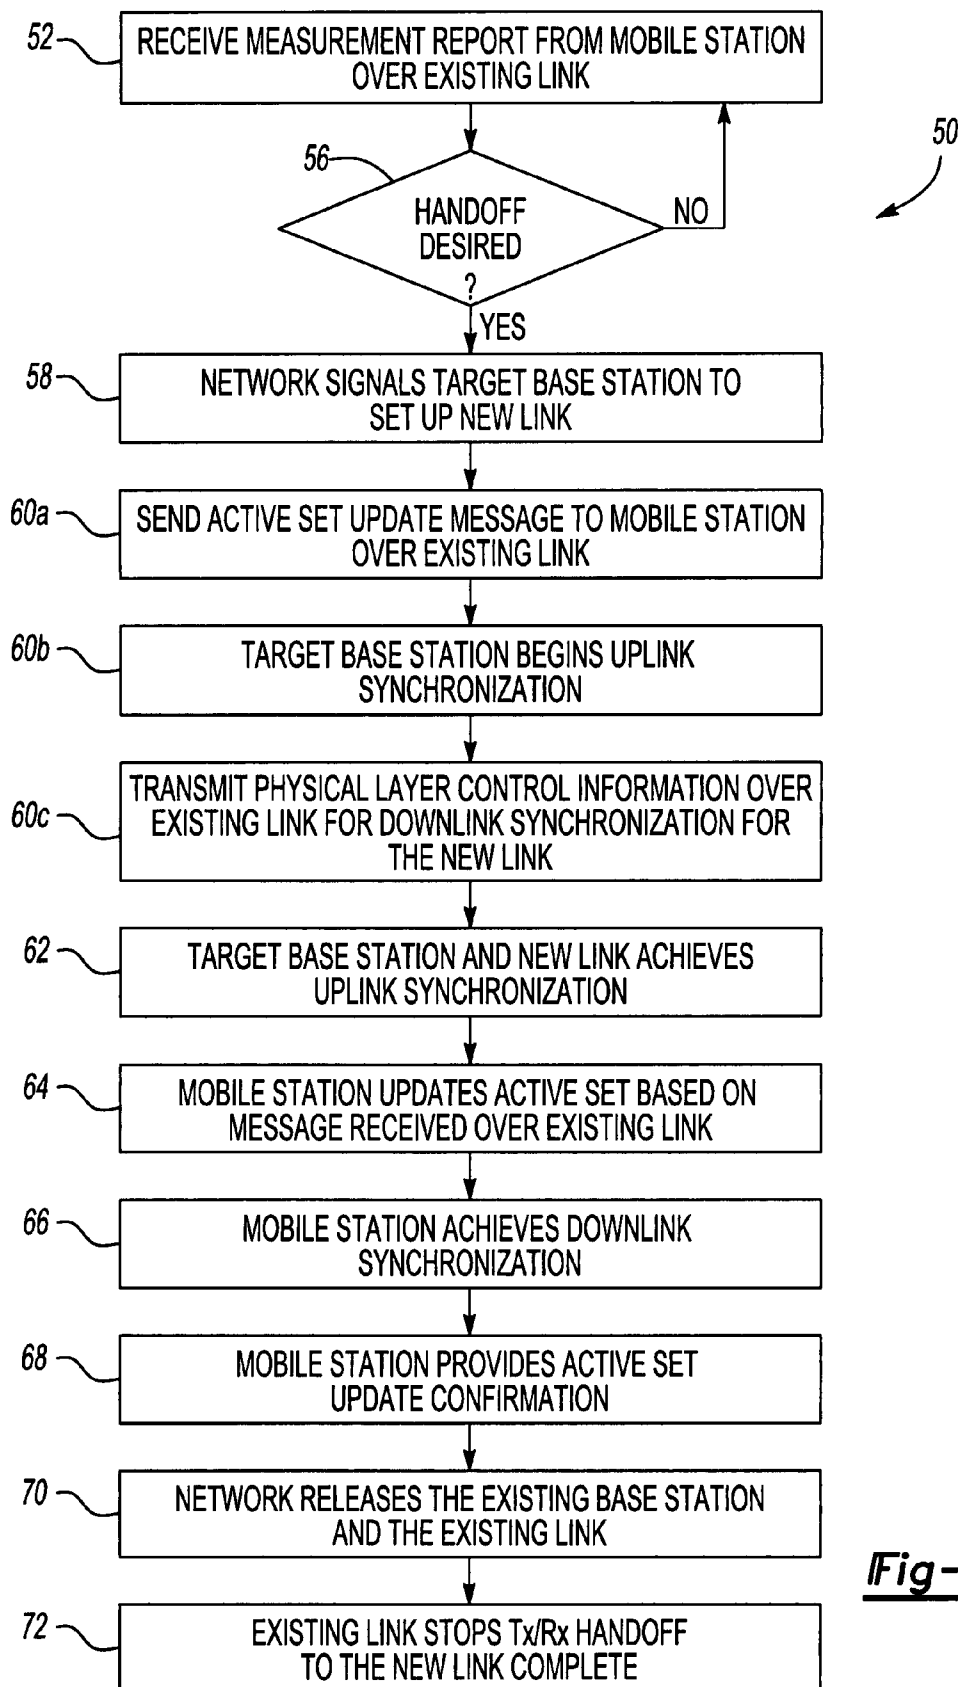 52
RECEIVE MEASUREMENT REPORT FROM MOBILE STATION
OVER EXISTING LINK
50
56
HANDOFF
DESIRED
?
NO
YES
58
NETWORK SIGNALS TARGET BASE STATION TO
SET UP NEW LINK
60a
SEND ACTIVE SET UPDATE MESSAGE TO MOBILE STATION
OVER EXISTING LINK
60b
TARGET BASE STATION BEGINS UPLINK
SYNCHRONIZATION
60c
TRANSMIT PHYSICAL LAYER CONTROL INFORMATION OVER
EXISTING LINK FOR DOWNLINK SYNCHRONIZATION FOR
THE NEW LINK
62
TARGET BASE STATION AND NEW LINK ACHIEVES
UPLINK SYNCHRONIZATION
64
MOBILE STATION UPDATES ACTIVE SET BASED ON
MESSAGE RECEIVED OVER EXISTING LINK
66
MOBILE STATION ACHIEVES DOWNLINK
SYNCHRONIZATION
68
MOBILE STATION PROVIDES ACTIVE SET
UPDATE CONFIRMATION
70
NETWORK RELEASES THE EXISTING BASE STATION
AND THE EXISTING LINK
Fig-
72
EXISTING LINK STOPS Tx/Rx HANDOFF
TO THE NEW LINK COMPLETE